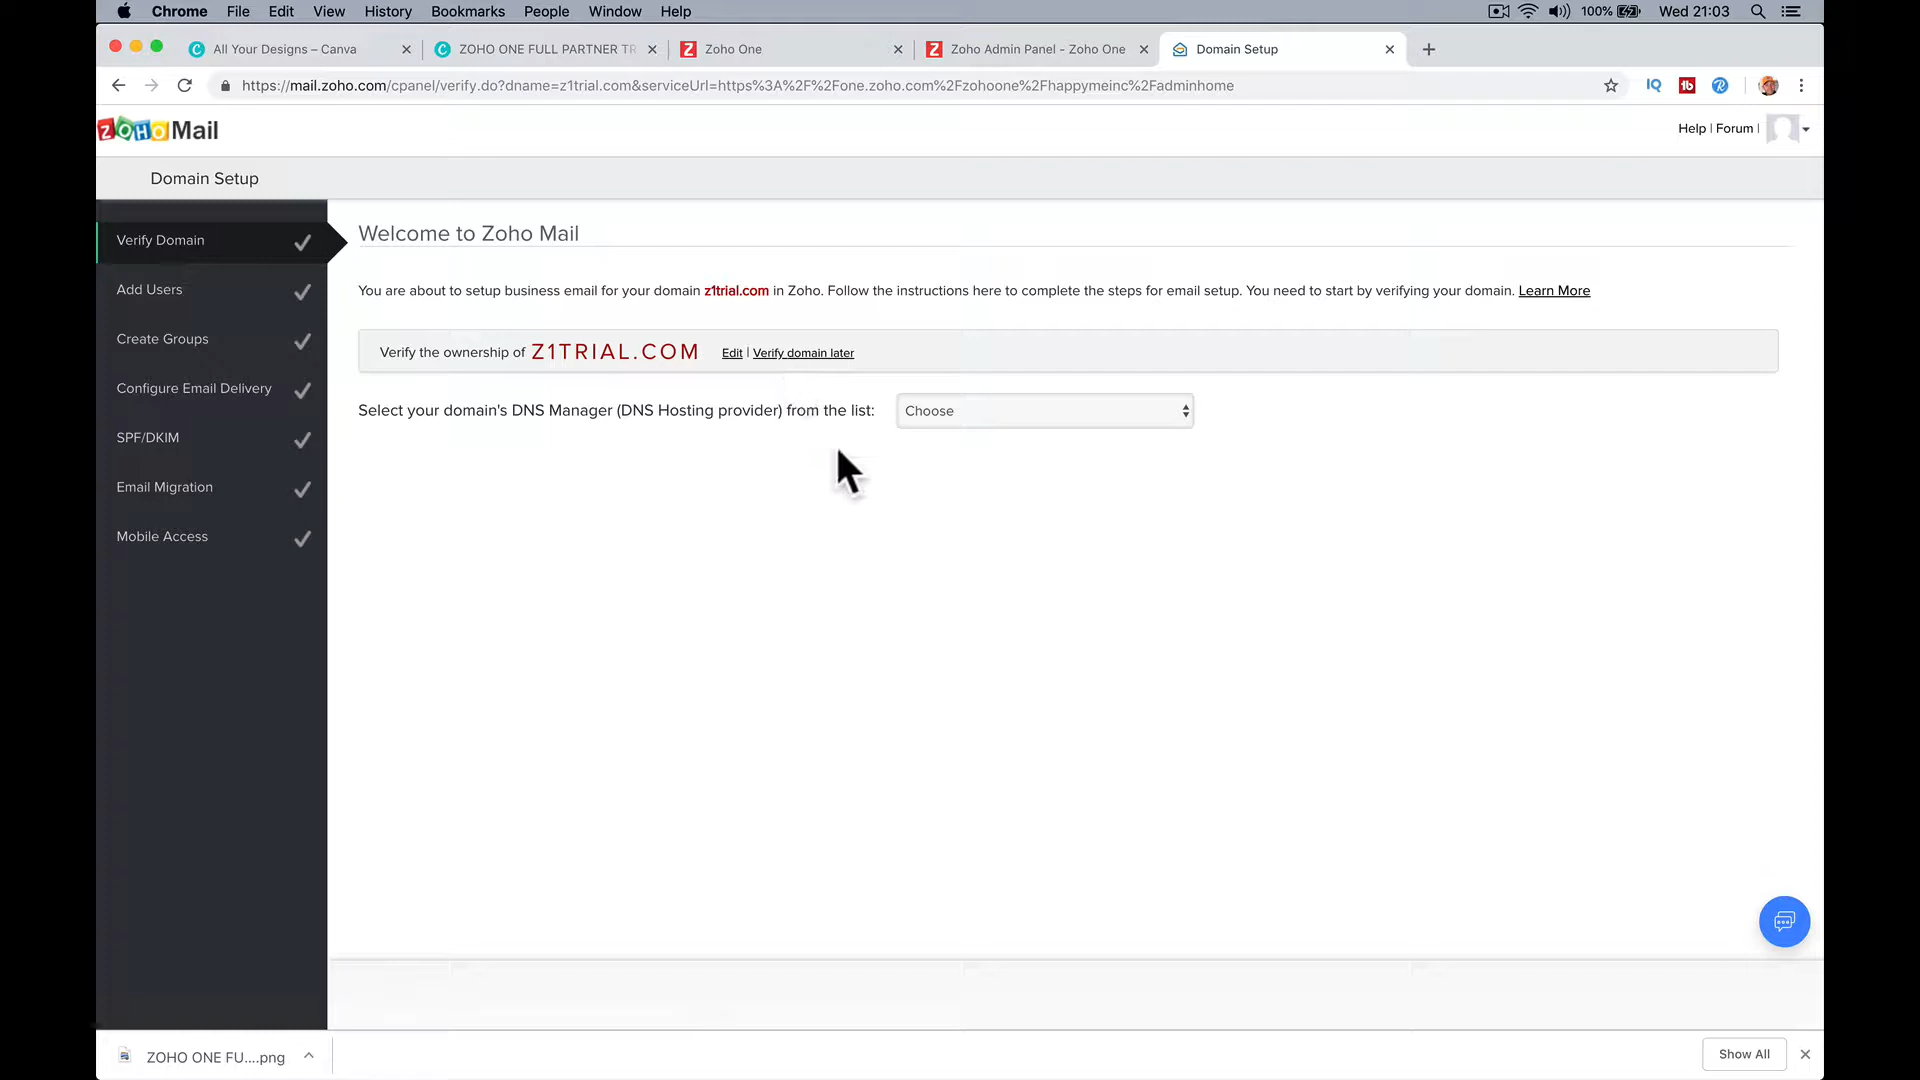 Chrome File Edit View History Bookmarks People Window Help 100% Wed 21:03
All Your Designs – Canva ZOHO ONE FULL PARTNER TR Zoho One Zoho Admin Panel - Zoho One Domain Setup
https://mail.zoho.com/cpanel/verify.do?dname=z1trial.com&serviceUrl=https%3A%2F%2Fone.zoho.com%2Fzohoone%2Fhappymeinc%2Fadminhome IQ tb R
ZOHO Mail Help | Forum |
Domain Setup
Verify Domain
Add Users
Create Groups
Configure Email Delivery
SPF/DKIM
Email Migration
Mobile Access
Welcome to Zoho Mail
You are about to setup business email for your domain z1trial.com in Zoho. Follow the instructions here to complete the steps for email setup. You need to start by verifying your domain. Learn More
Verify the ownership of Z1TRIAL.COM Edit | Verify domain later
Select your domain's DNS Manager (DNS Hosting provider) from the list: Choose
ZOHO ONE FU....png Show All